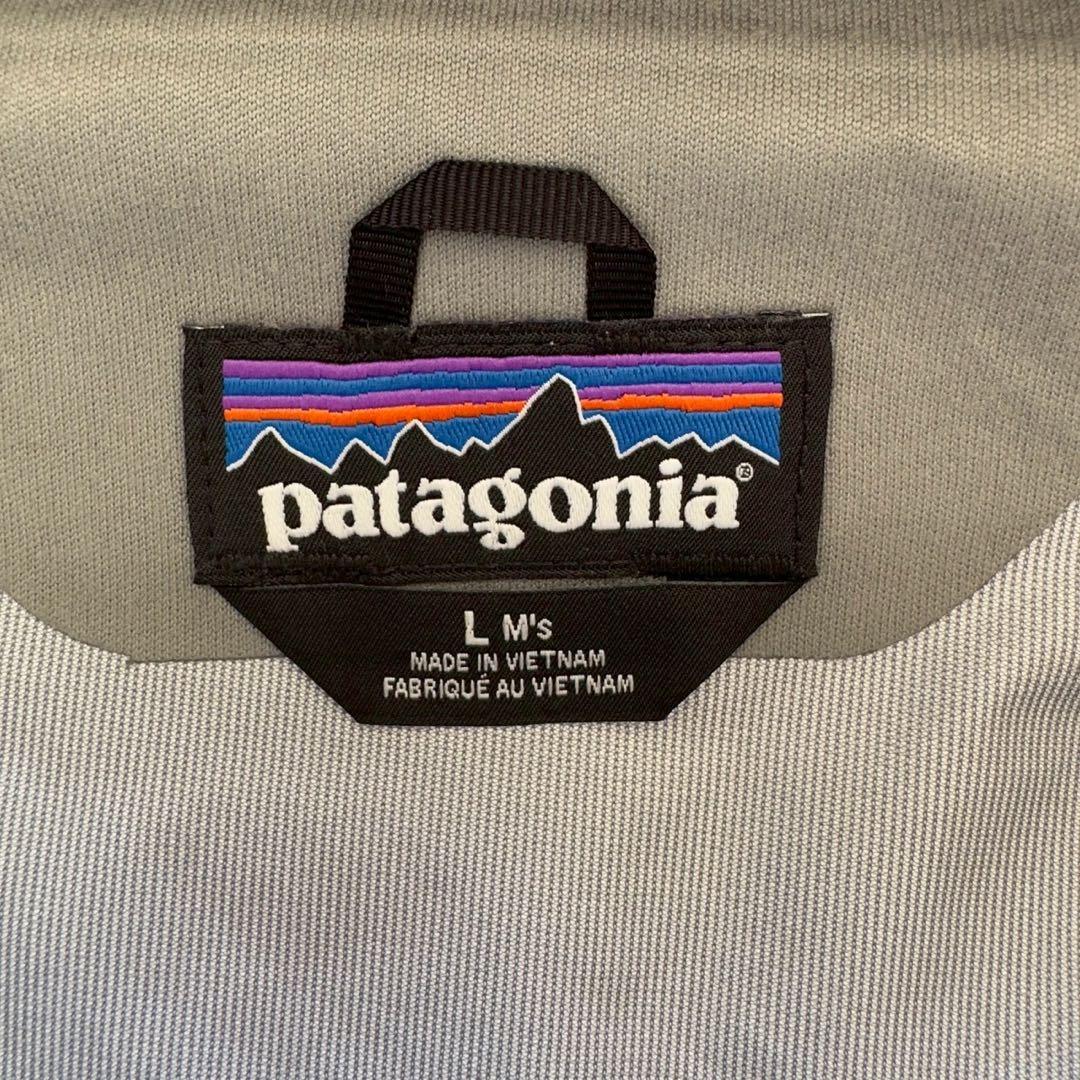 patagonia®
L M's
MADE IN VIETNAM
FABRIQUÉ AU VIETNAM